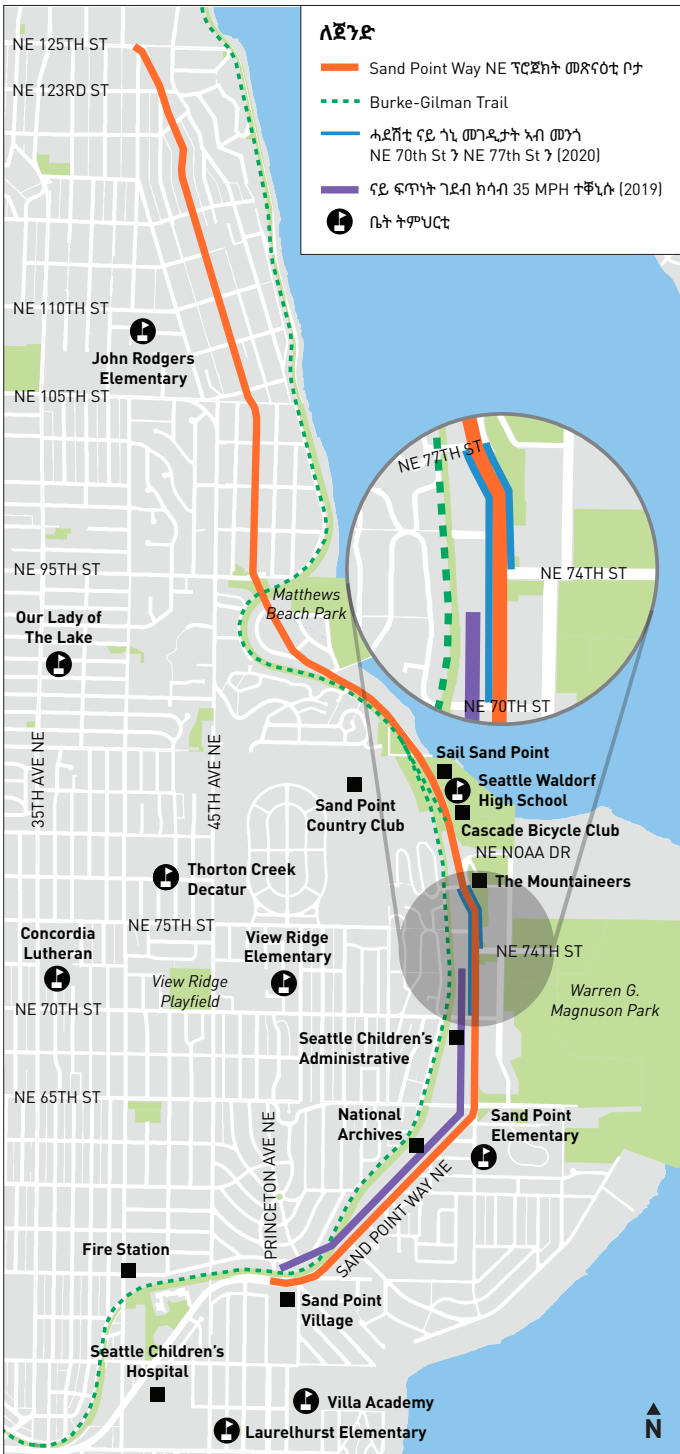 ለጀንድ
Sand Point Way NE ፕሮጀክት መጽናዕቲ ቦታ
Burke-Gilman Trail
ሓደሽቲ ናይ ጎኒ መገዲታት ኣብ መንጎ
NE 70th St ን NE 77th St ን (2020)
ናይ ፍጥነት ገደብ ክሳብ 35 MPH ተቐኒሱ (2019)
ቤት ትምህርቲ
NE 125TH ST
NE 123RD ST
NE 110TH ST
John Rodgers
Elementary
NE 105TH ST
NE 77TH ST
NE 74TH ST
NE 70TH ST
NE 95TH ST
Matthews
Beach Park
Our Lady of
The Lake
35TH AVE NE
45TH AVE NE
Sail Sand Point
Seattle Waldorf
High School
Sand Point
Country Club
Cascade Bicycle Club
NE NOAA DR
Thorton Creek
Decatur
The Mountaineers
NE 75TH ST
Concordia
Lutheran
View Ridge
Elementary
NE 74TH ST
View Ridge
Playfield
Warren G.
Magnuson Park
NE 70TH ST
Seattle Children's
Administrative
NE 65TH ST
National
Archives
Sand Point
Elementary
PRINCETON AVE NE
SAND POINT WAY NE
Fire Station
Sand Point
Village
Seattle Children's
Hospital
Villa Academy
Laurelhurst Elementary
N